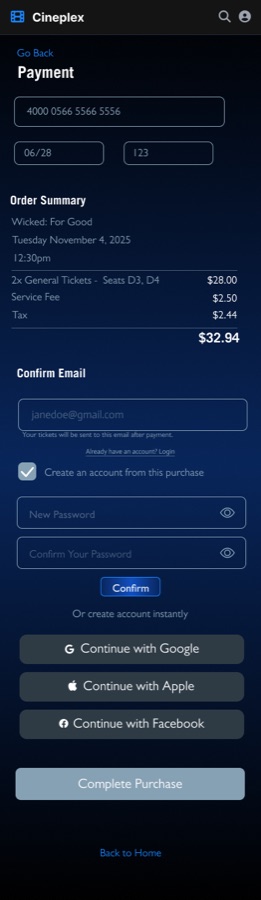 Cineplex
Go Back
Payment
4000 0566 5566 5556
06/28 123
Order Summary
Wicked: For Good
Tuesday November 4, 2025
12:30pm
2x General Tickets - Seats D3, D4 $28.00
Service Fee $2.50
Tax $2.44
$32.94
Confirm Email
janedoe@gmail.com
Your tickets will be sent to this email after payment.
Already have an account? Login
Create an account from this purchase
New Password
Confirm Your Password
Confirm
Or create account instantly
G Continue with Google
Continue with Apple
Continue with Facebook
Complete Purchase
Back to Home